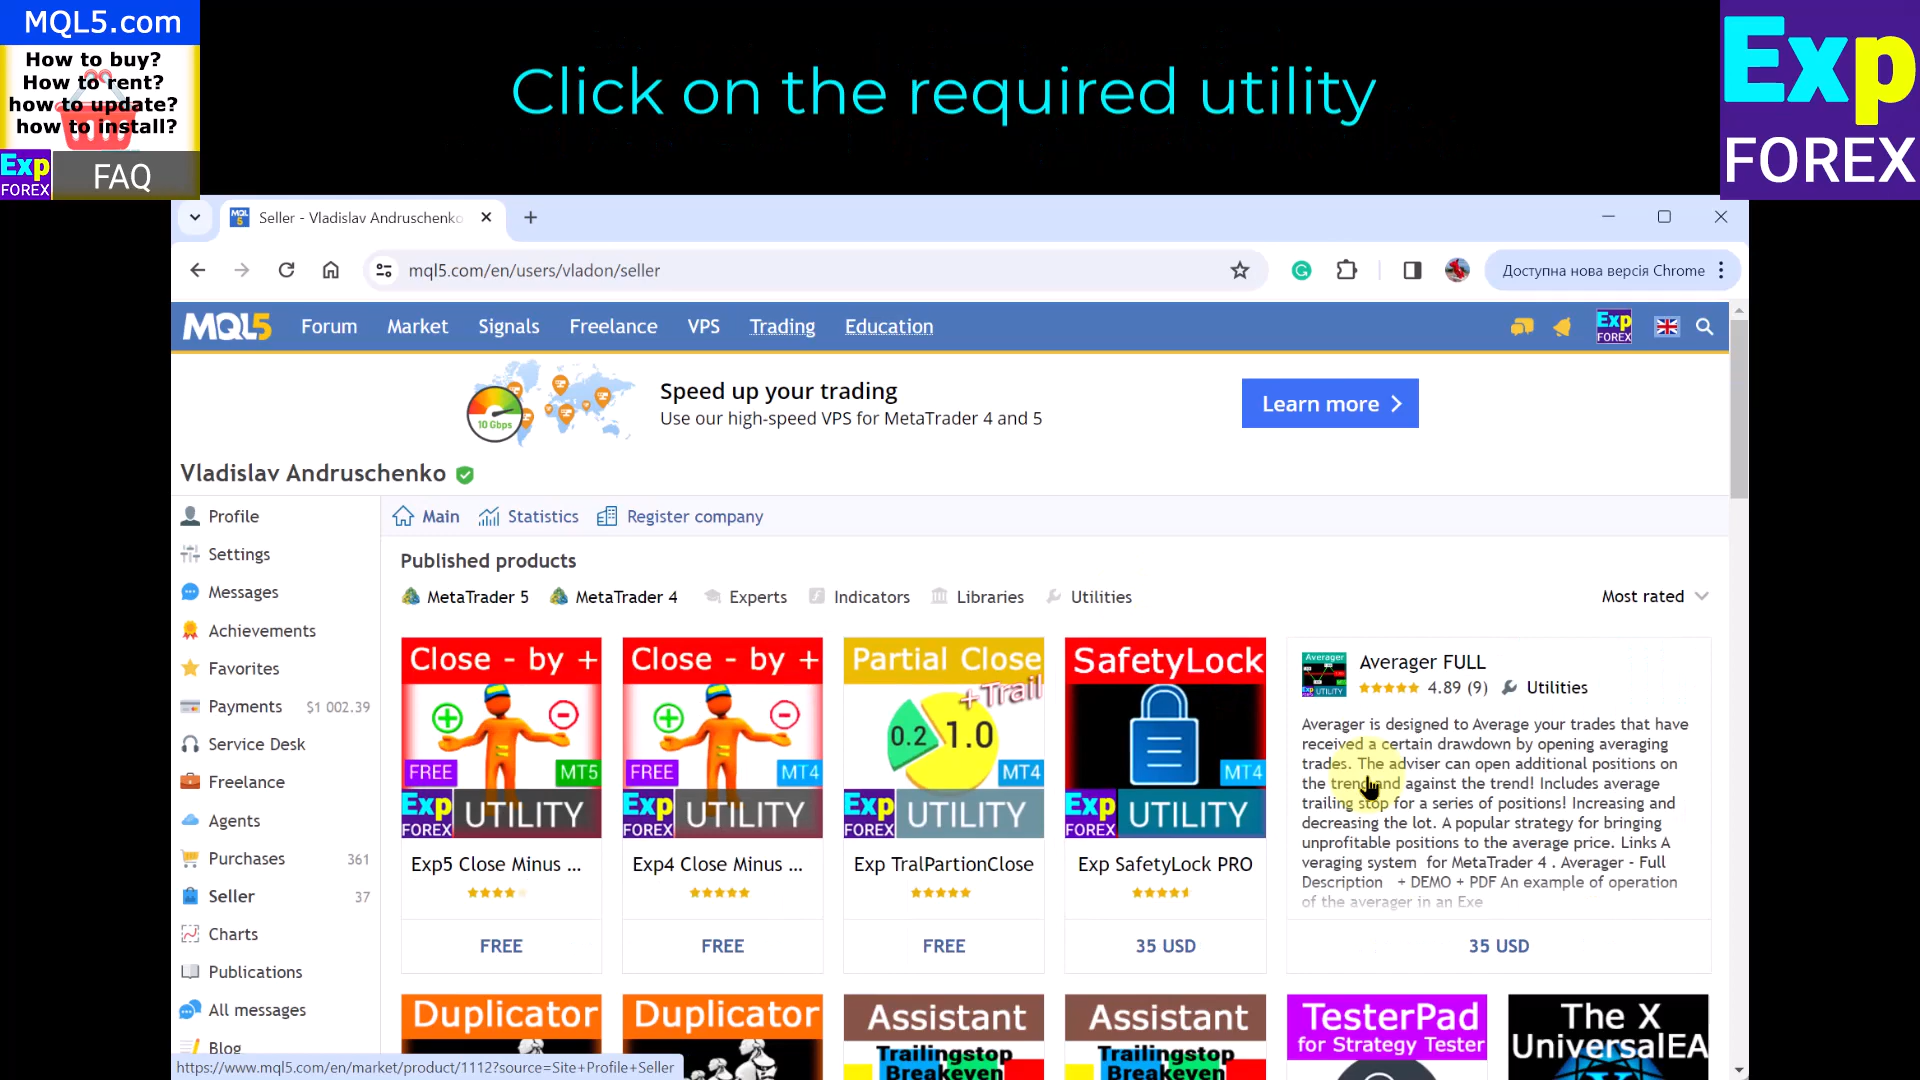 MQL5.com
How to buy?
How to rent?
how to update?
how to install?
Exp
FOREX
FAQ
Click on the required utility
Exp
FOREX
Seller - Vladislav Andruschenko
mql5.com/en/users/vladon/seller
Доступна нова версія Chrome
MQL5
Forum
Market
Signals
Freelance
VPS
Trading
Education
Exp
FOREX
10 Gbps
Speed up your trading
Use our high-speed VPS for MetaTrader 4 and 5
Learn more
Vladislav Andruschenko
Profile
Settings
Messages
Achievements
Favorites
Payments $1 002.39
Service Desk
Freelance
Agents
Purchases 361
Seller 37
Charts
Publications
All messages
Blog
Main
Statistics
Register company
Published products
MetaTrader 5
MetaTrader 4
Experts
Indicators
Libraries
Utilities
Most rated
Close - by +
FREE
MT5
Exp
FOREX
UTILITY
Exp5 Close Minus ...
FREE
Close - by +
FREE
MT4
Exp
FOREX
UTILITY
Exp4 Close Minus ...
FREE
Partial Close
+Trail
0.2
1.0
MT4
Exp
FOREX
UTILITY
Exp TralPartionClose
FREE
SafetyLock
MT4
Exp
FOREX
UTILITY
Exp SafetyLock PRO
35 USD
Averager
Exp
UTILITY
Averager FULL
4.89 (9) Utilities
Averager is designed to Average your trades that have
received a certain drawdown by opening averaging
trades. The adviser can open additional positions on
the trend and against the trend! Includes average
trailing stop for a series of positions! Increasing and
decreasing the lot. A popular strategy for bringing
unprofitable positions to the average price. Links A
veraging system for MetaTrader 4 . Averager - Full
Description + DEMO + PDF An example of operation
of the averager in an Exe
35 USD
Duplicator
Duplicator
Assistant
Trailingstop
Breakeven
Assistant
Trailingstop
Breakeven
TesterPad
for Strategy Tester
The X
UniversalEA
https://www.mql5.com/en/market/product/1112?source=Site+Profile+Seller